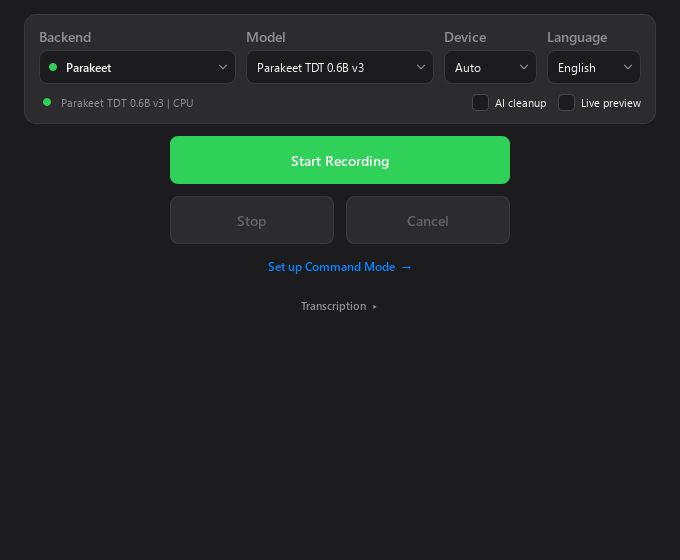 Backend Model Device Language
Parakeet Parakeet TDT 0.6B v3 Auto English
Parakeet TDT 0.6B v3 | CPU AI cleanup Live preview
Start Recording
Stop Cancel
Set up Command Mode →
Transcription ▸